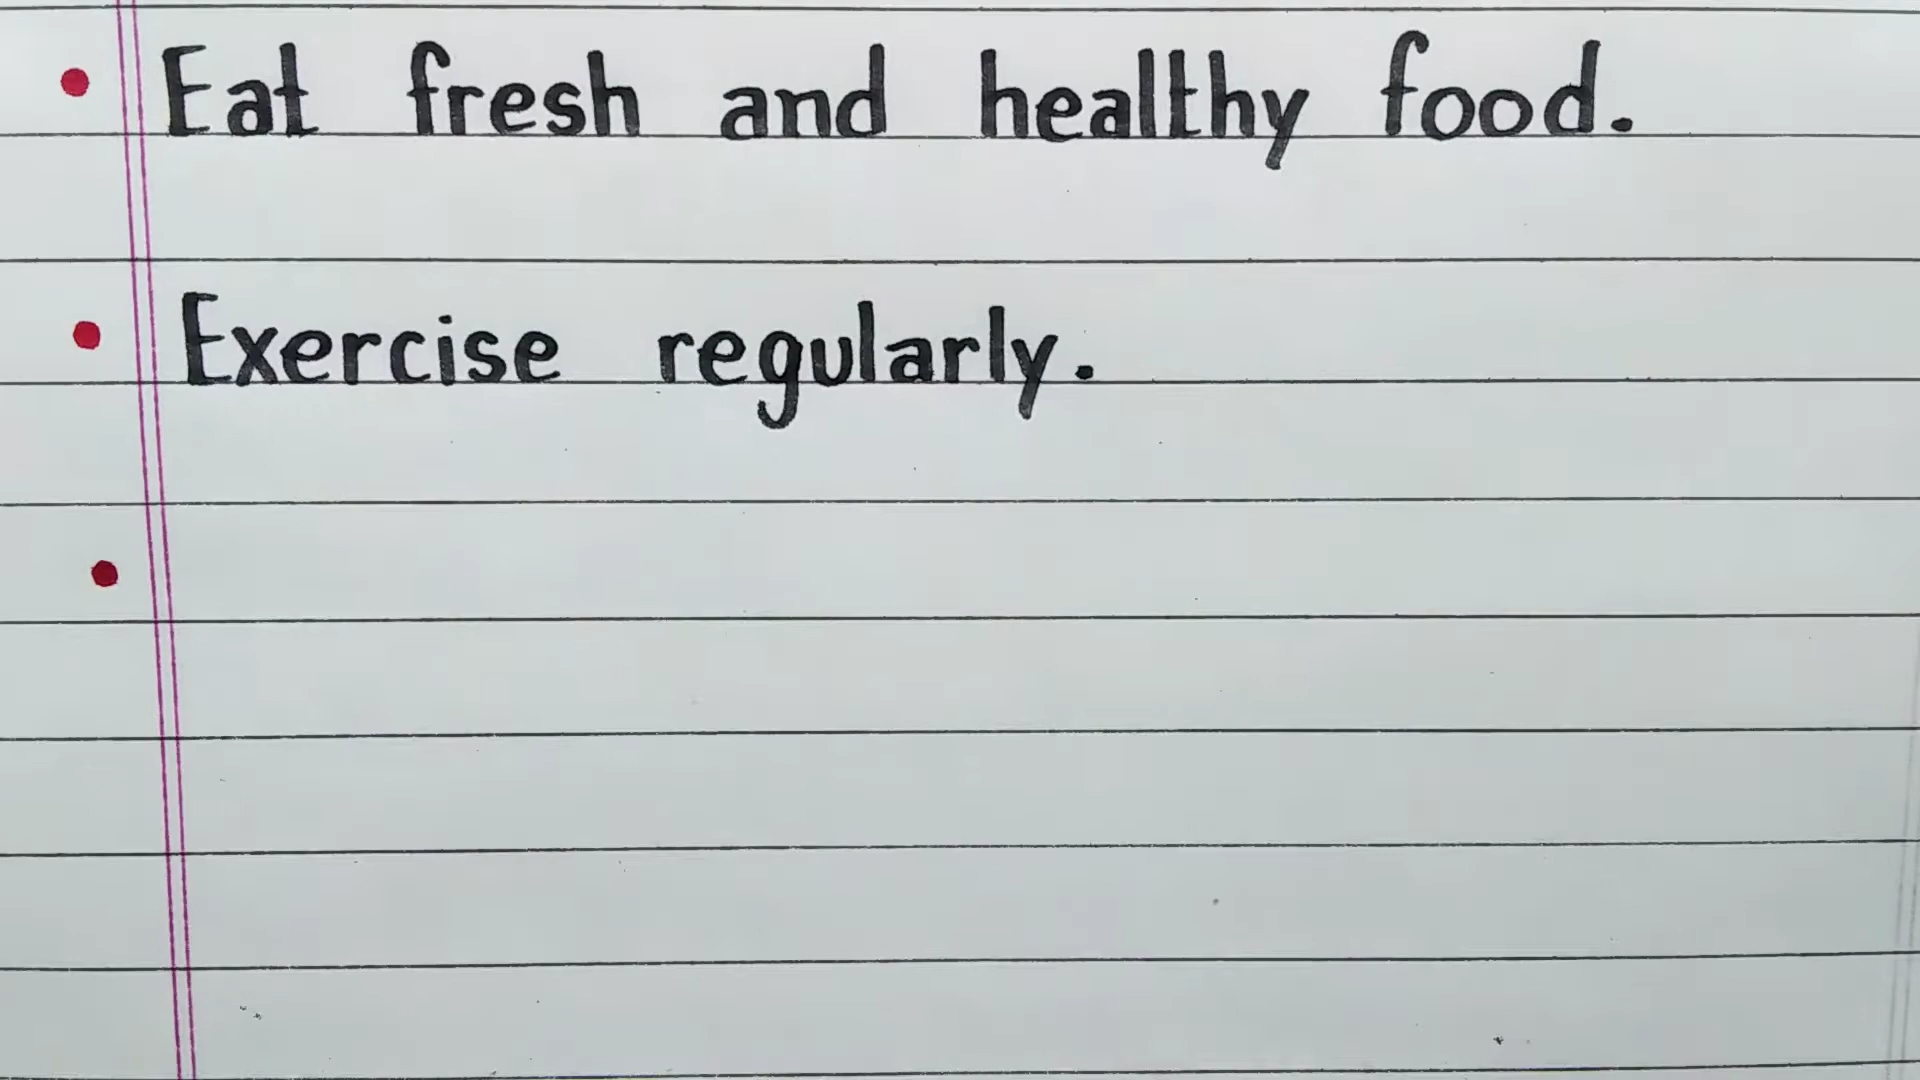 • Eat fresh and healthy food.
• Exercise regularly.
•